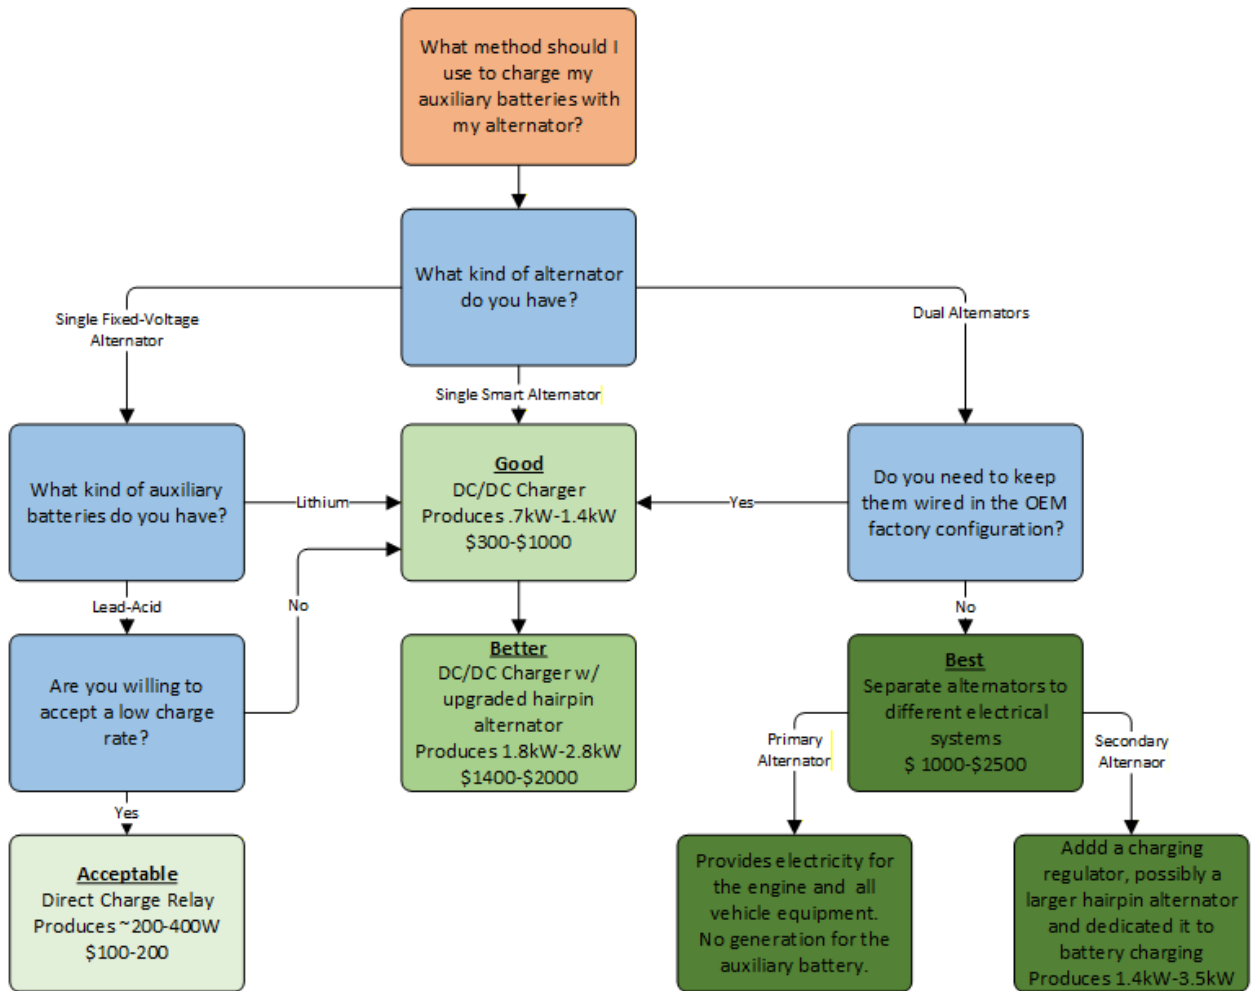 What method should I
use to charge my
auxiliary batteries with
my alternator?
What kind of alternator
do you have?
Single Fixed-Voltage
Alternator
Single Smart Alternator
Dual Alternators
What kind of auxiliary
batteries do you have?
Lithium
Good
DC/DC Charger
Produces .7kW-1.4kW
$300-$1000
Yes
Do you need to keep
them wired in the OEM
factory configuration?
Lead-Acid
No
No
Are you willing to
accept a low charge
rate?
Better
DC/DC Charger w/
upgraded hairpin
alternator
Produces 1.8kW-2.8kW
$1400-$2000
Best
Separate alternators to
different electrical
systems
$ 1000-$2500
Primary
Alternator
Secondary
Alternaor
Yes
Acceptable
Direct Charge Relay
Produces ~200-400W
$100-200
Provides electricity for
the engine and all
vehicle equipment.
No generation for the
auxiliary battery.
Addd a charging
regulator, possibly a
larger hairpin alternator
and dedicated it to
battery charging
Produces 1.4kW-3.5kW